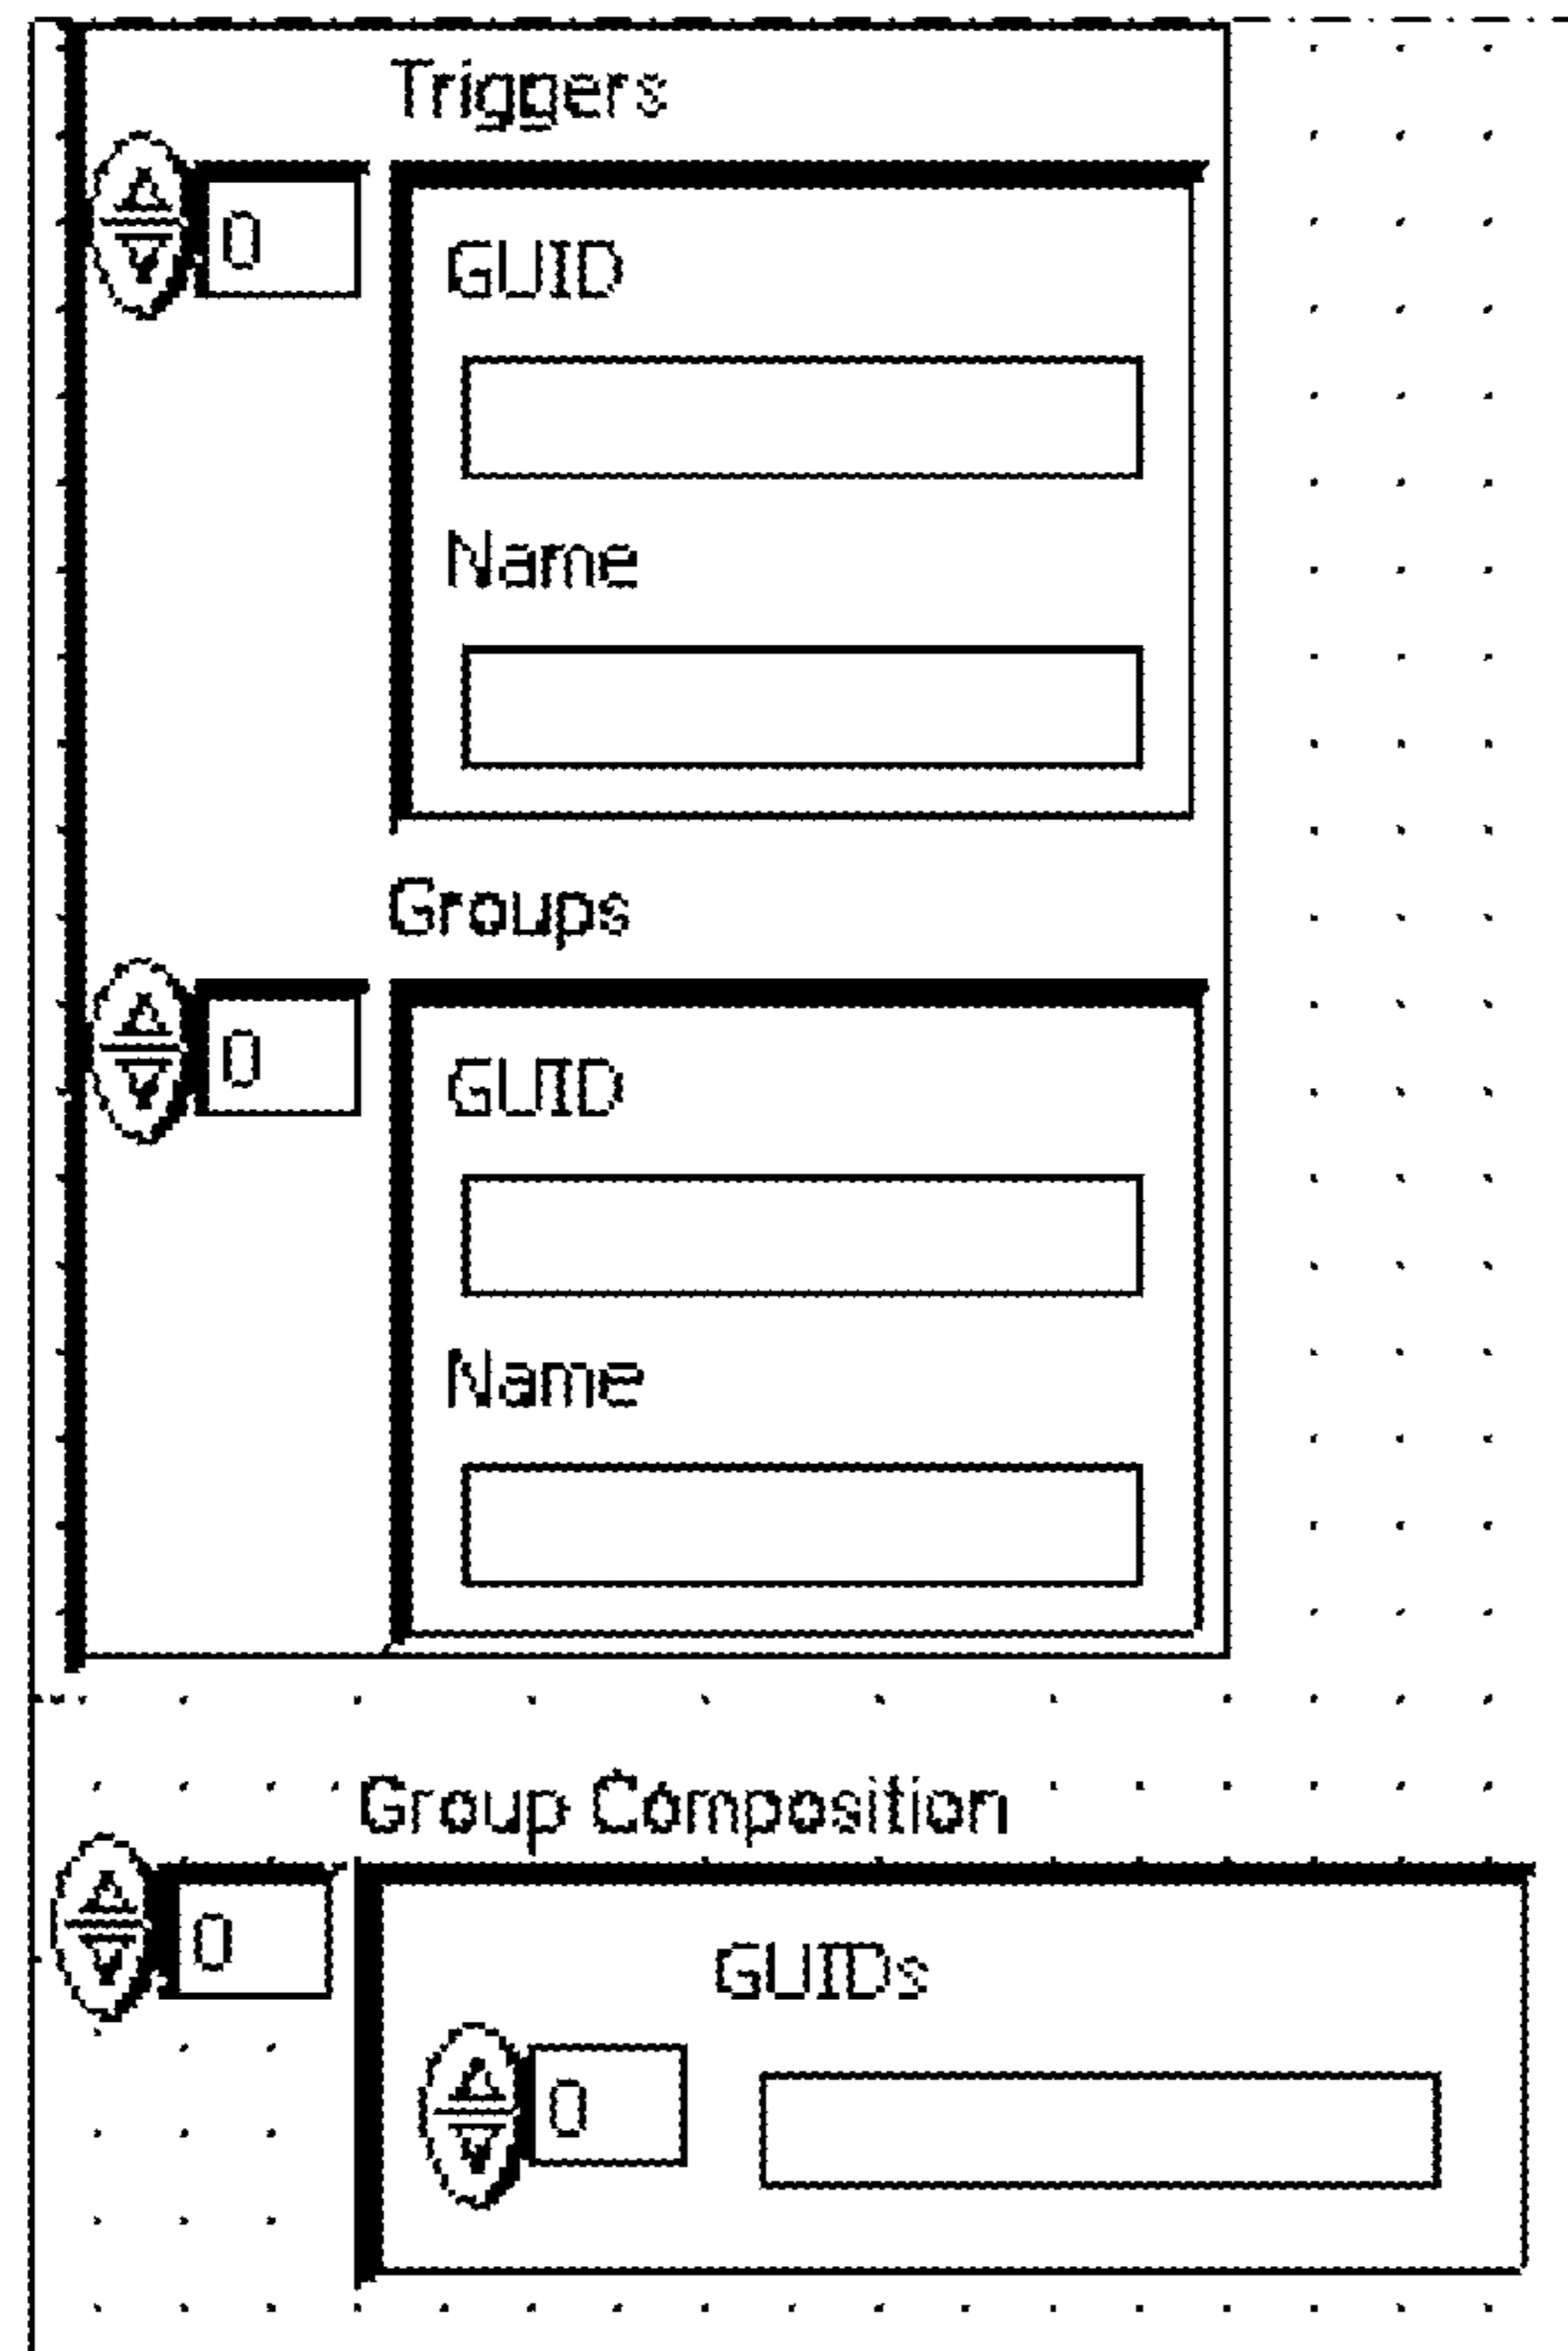 Triggers
0
GUID
Name
Groups
0
GUID
Name
Group Composition
0
GUIDs
0